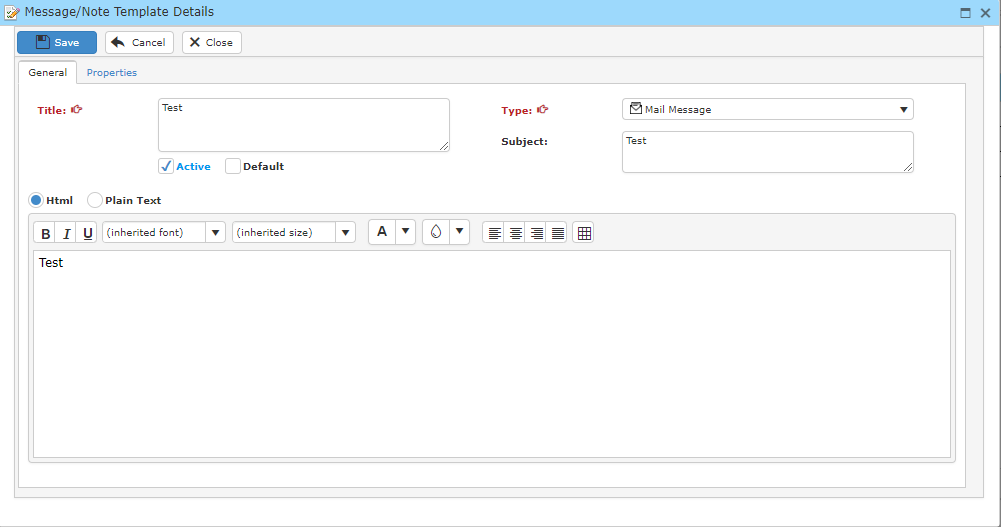 Message/Note Template Details
Save Cancel Close
General Properties
Title: Test Type: Mail Message
Subject: Test
Active Default
Html Plain Text
B I U (inherited font) (inherited size) A
Test